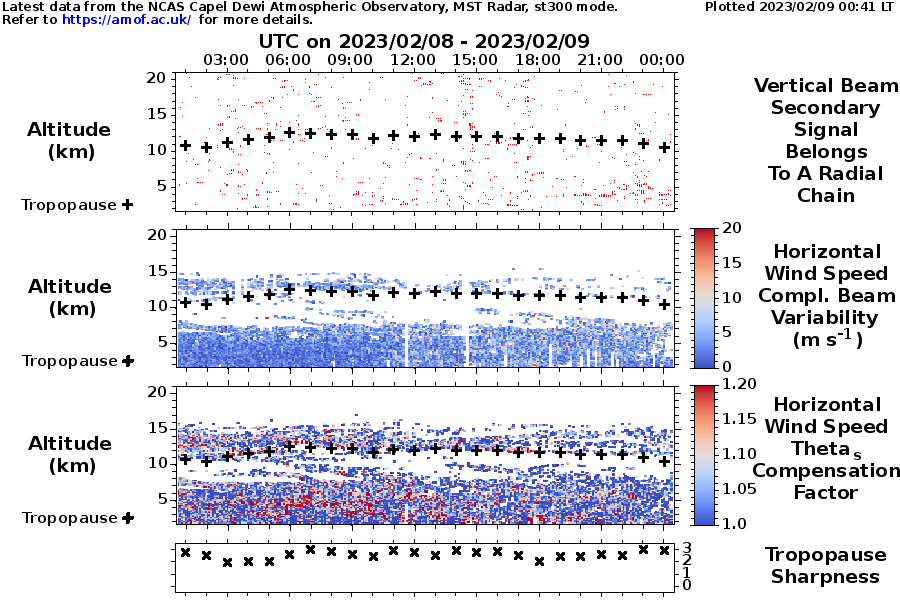 Latest data from the NCAS Capel Dewi Atmospheric Observatory, MST Radar, st300 mode.
Plotted 2023/02/09 00:41 LT
Refer to https://amof.ac.uk/ for more details.
UTC on 2023/02/08 - 2023/02/09
03:00 06:00 09:00 12:00 15:00 18:00 21:00 00:00
20
15
10
5
Altitude
(km)
Tropopause +
Vertical Beam
Secondary
Signal
Belongs
To A Radial
Chain
20
15
10
5
Altitude
(km)
Tropopause +
20
15
10
5
0
Horizontal
Wind Speed
Compl. Beam
Variability
(m s-1)
20
15
10
5
Altitude
(km)
Tropopause +
1.20
1.15
1.10
1.05
1.0
Horizontal
Wind Speed
Theta s
Compensation
Factor
3
2
1
0
Tropopause
Sharpness